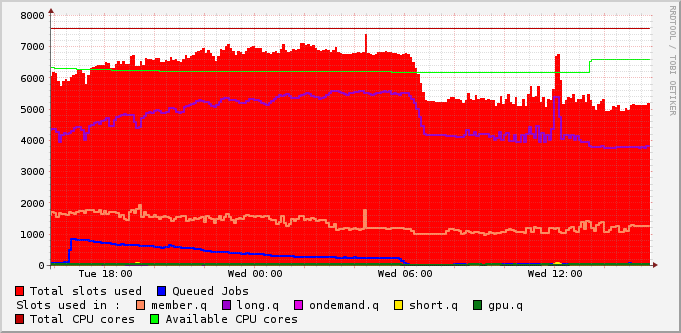 8000
7000
6000
5000
4000
3000
2000
1000
0
Tue 18:00 Wed 00:00 Wed 06:00 Wed 12:00
Total slots used Queued Jobs
Slots used in : member.q long.q ondemand.q short.q gpu.q
Total CPU cores Available CPU cores
RRDTOOL / TOBI OETIKER